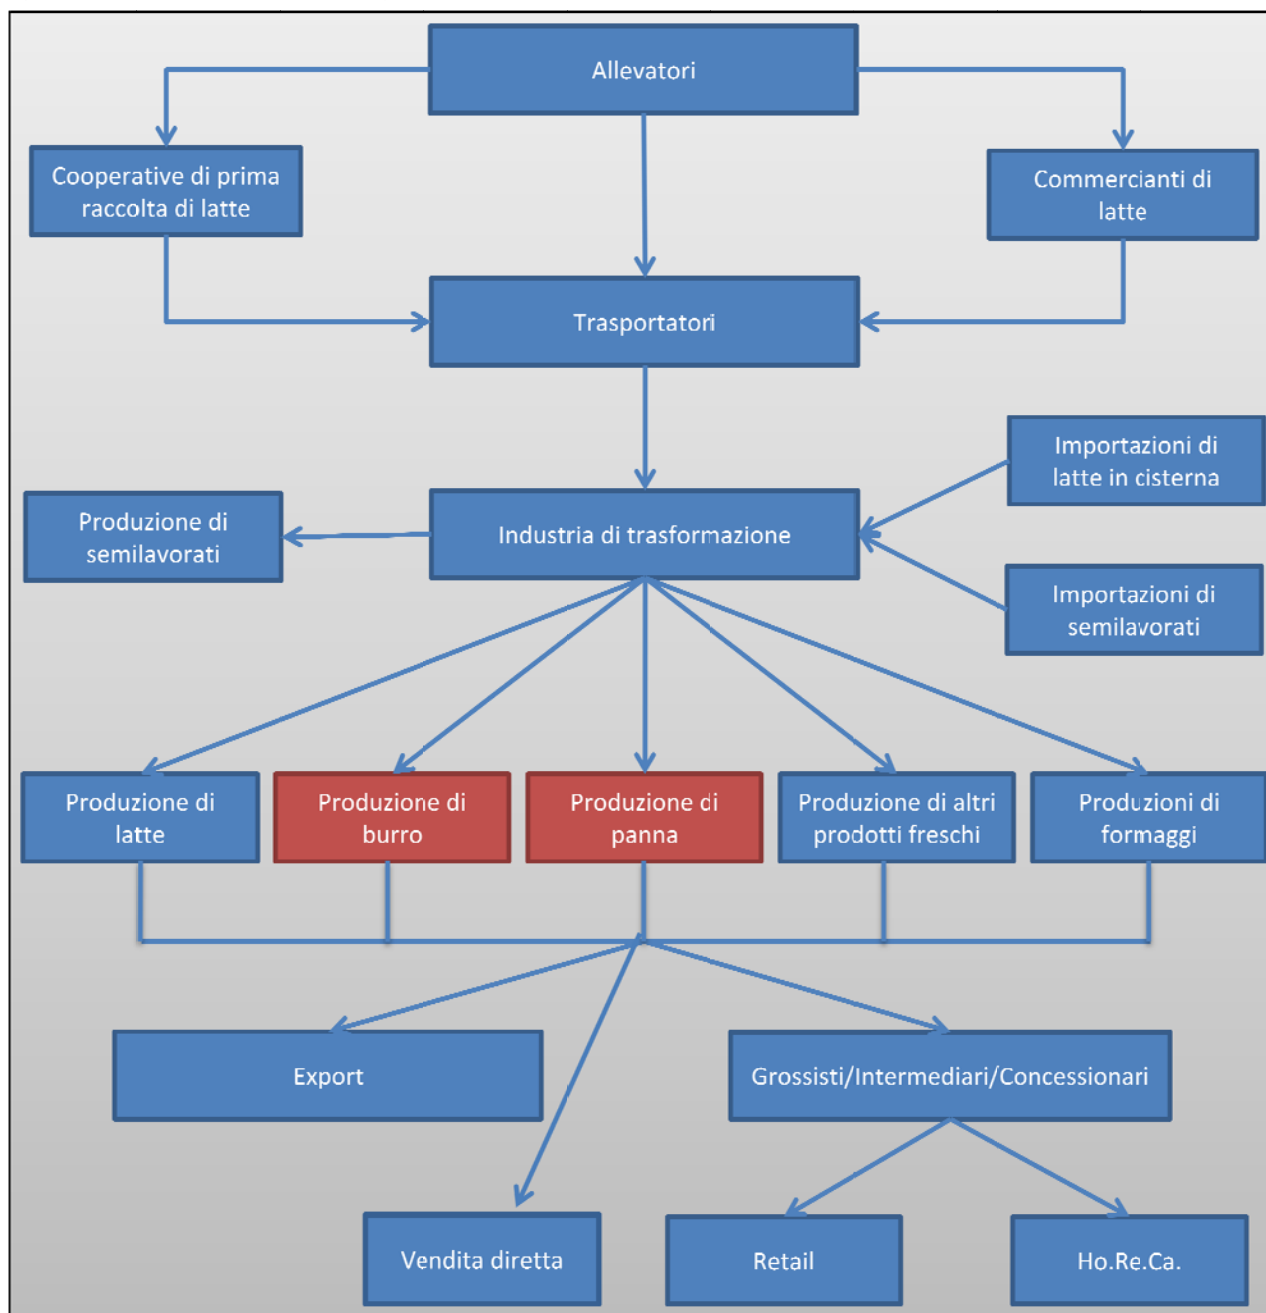 Allevatori
Cooperative di prima
raccolta di latte
Commercianti di
latte
Trasportatori
Importazioni di
latte in cisterna
Produzione di
semilavorati
Industria di trasformazione
Importazioni di
semilavorati
Produzione di
latte
Produzione di
burro
Produzione di
panna
Produzione di altri
prodotti freschi
Produzioni di
formaggi
Export
Grossisti/Intermediari/Concessionari
Vendita diretta
Retail
Ho.Re.Ca.